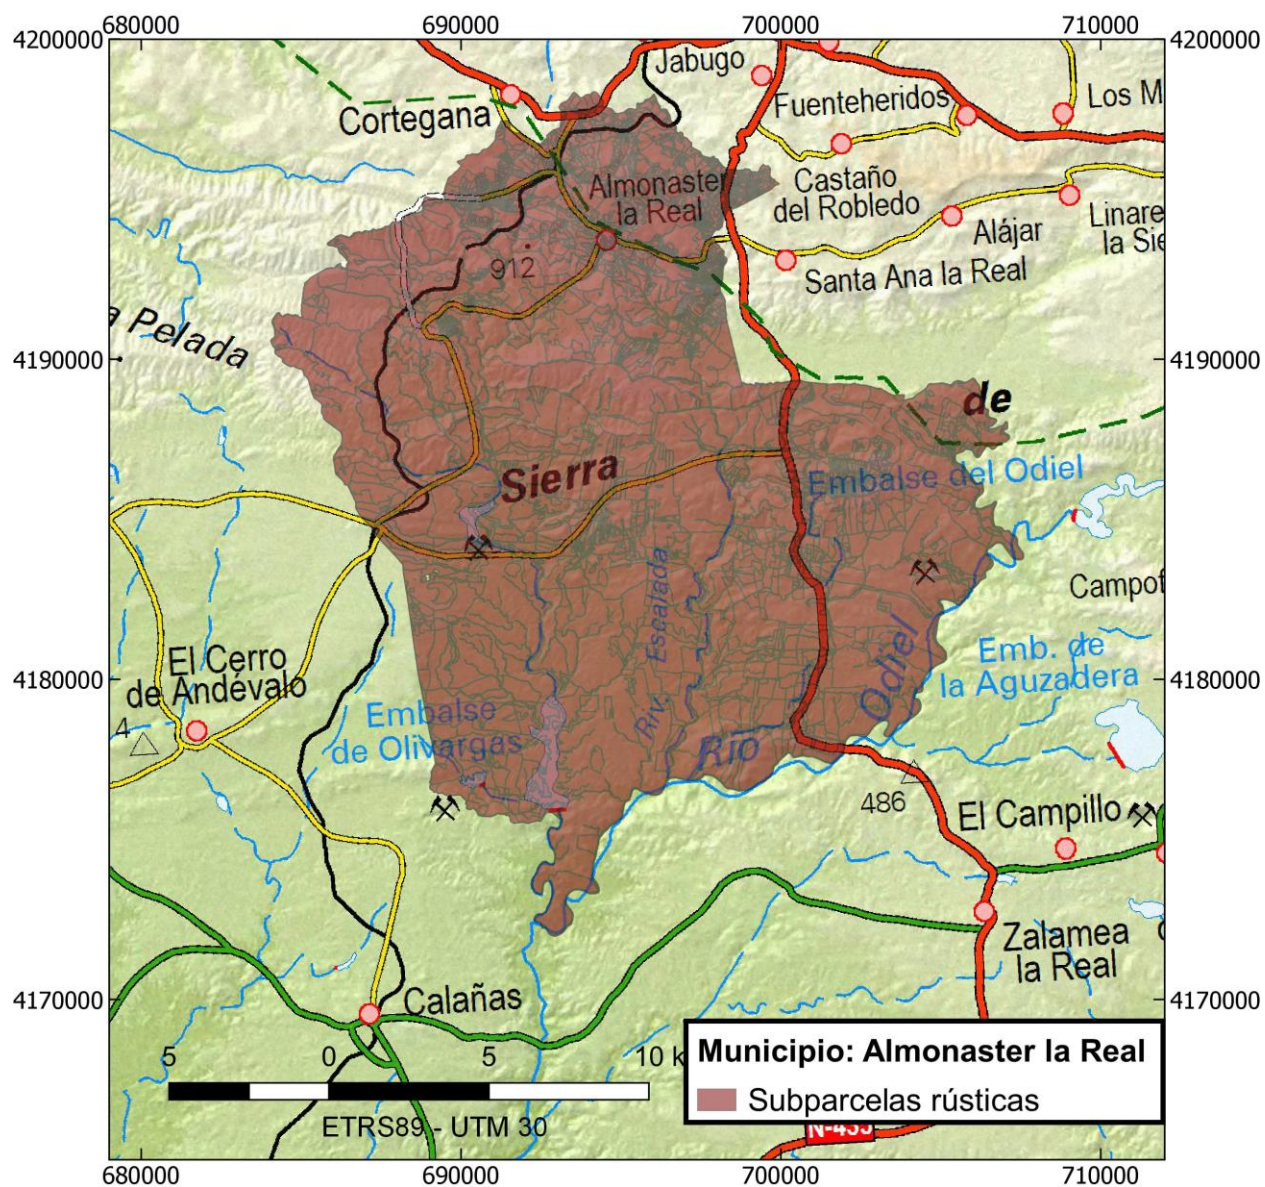 680000 690000 700000 710000
4200000 4200000
Jabugo
Cortegana
Fuenteheridos
Los M
Almonaster
la Real
Castaño
del Robledo
Alájar
Linare
la Sie
912
Santa Ana la Real
a Pelada
4190000 4190000
de
Sierra
Embalse del Odiel
Campof
Riv. Escalada
Odiel
El Cerro
de Andévalo
Emb. de
la Aguzadera
4180000 4180000
4
Embalse
de Olivargas
Río
486
El Campillo
Zalamea
la Real
4170000 4170000
Calañas
5 0 5 10 k
ETRS89 - UTM 30
Municipio: Almonaster la Real
Subparcelas rústicas
N-435
680000 690000 700000 710000